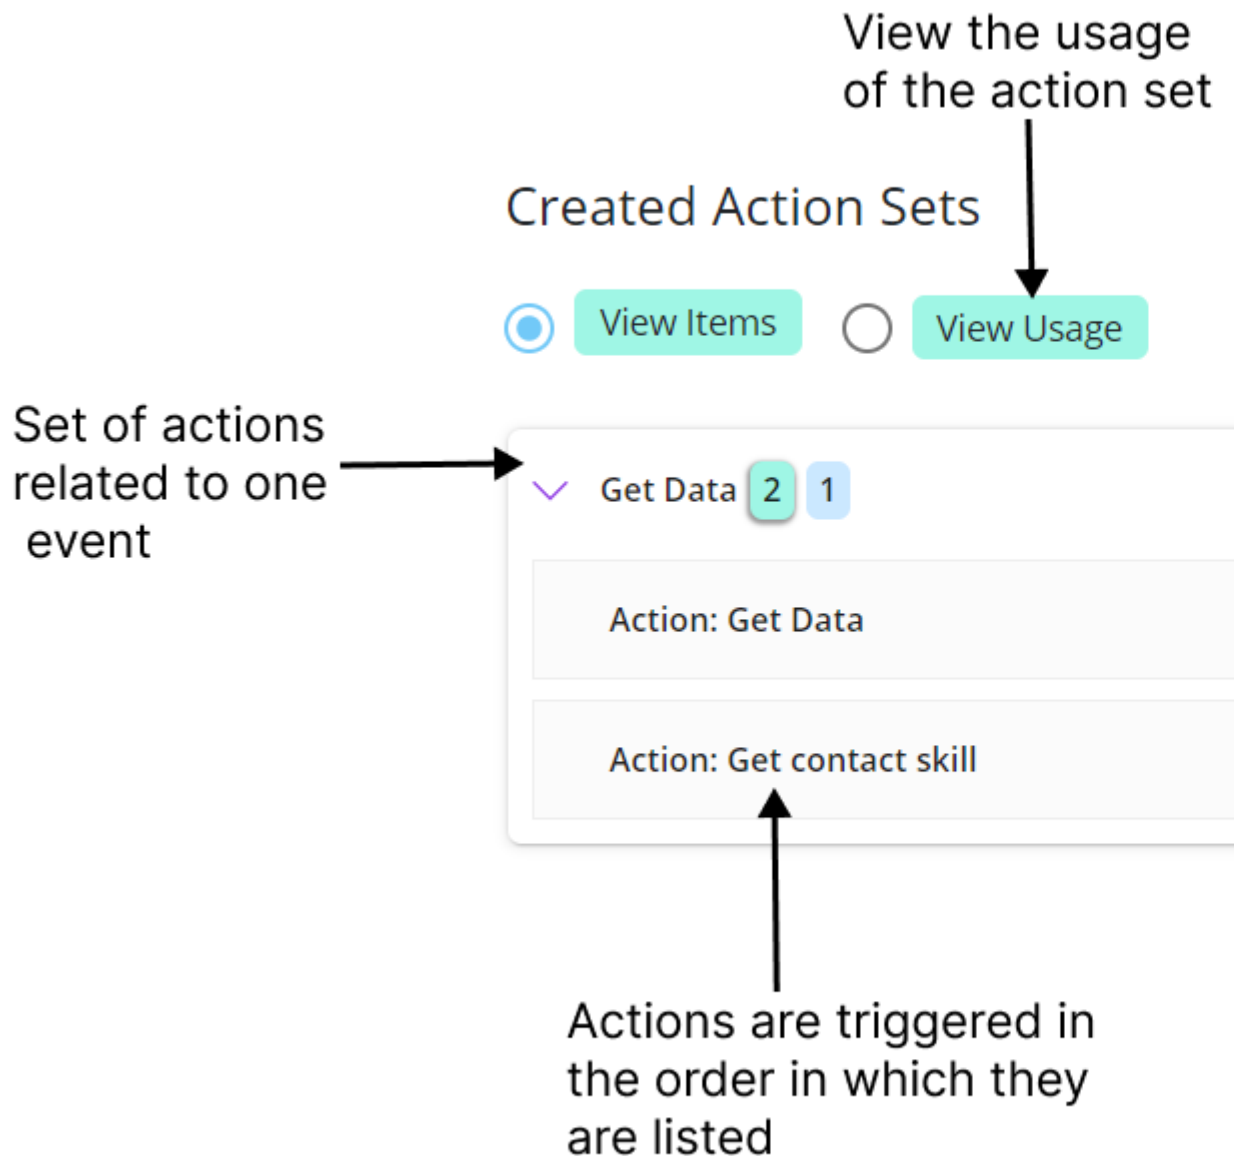 View the usage
of the action set
Created Action Sets
View Items
View Usage
Set of actions
related to one
event
Get Data 2 1
Action: Get Data
Action: Get contact skill
Actions are triggered in
the order in which they
are listed